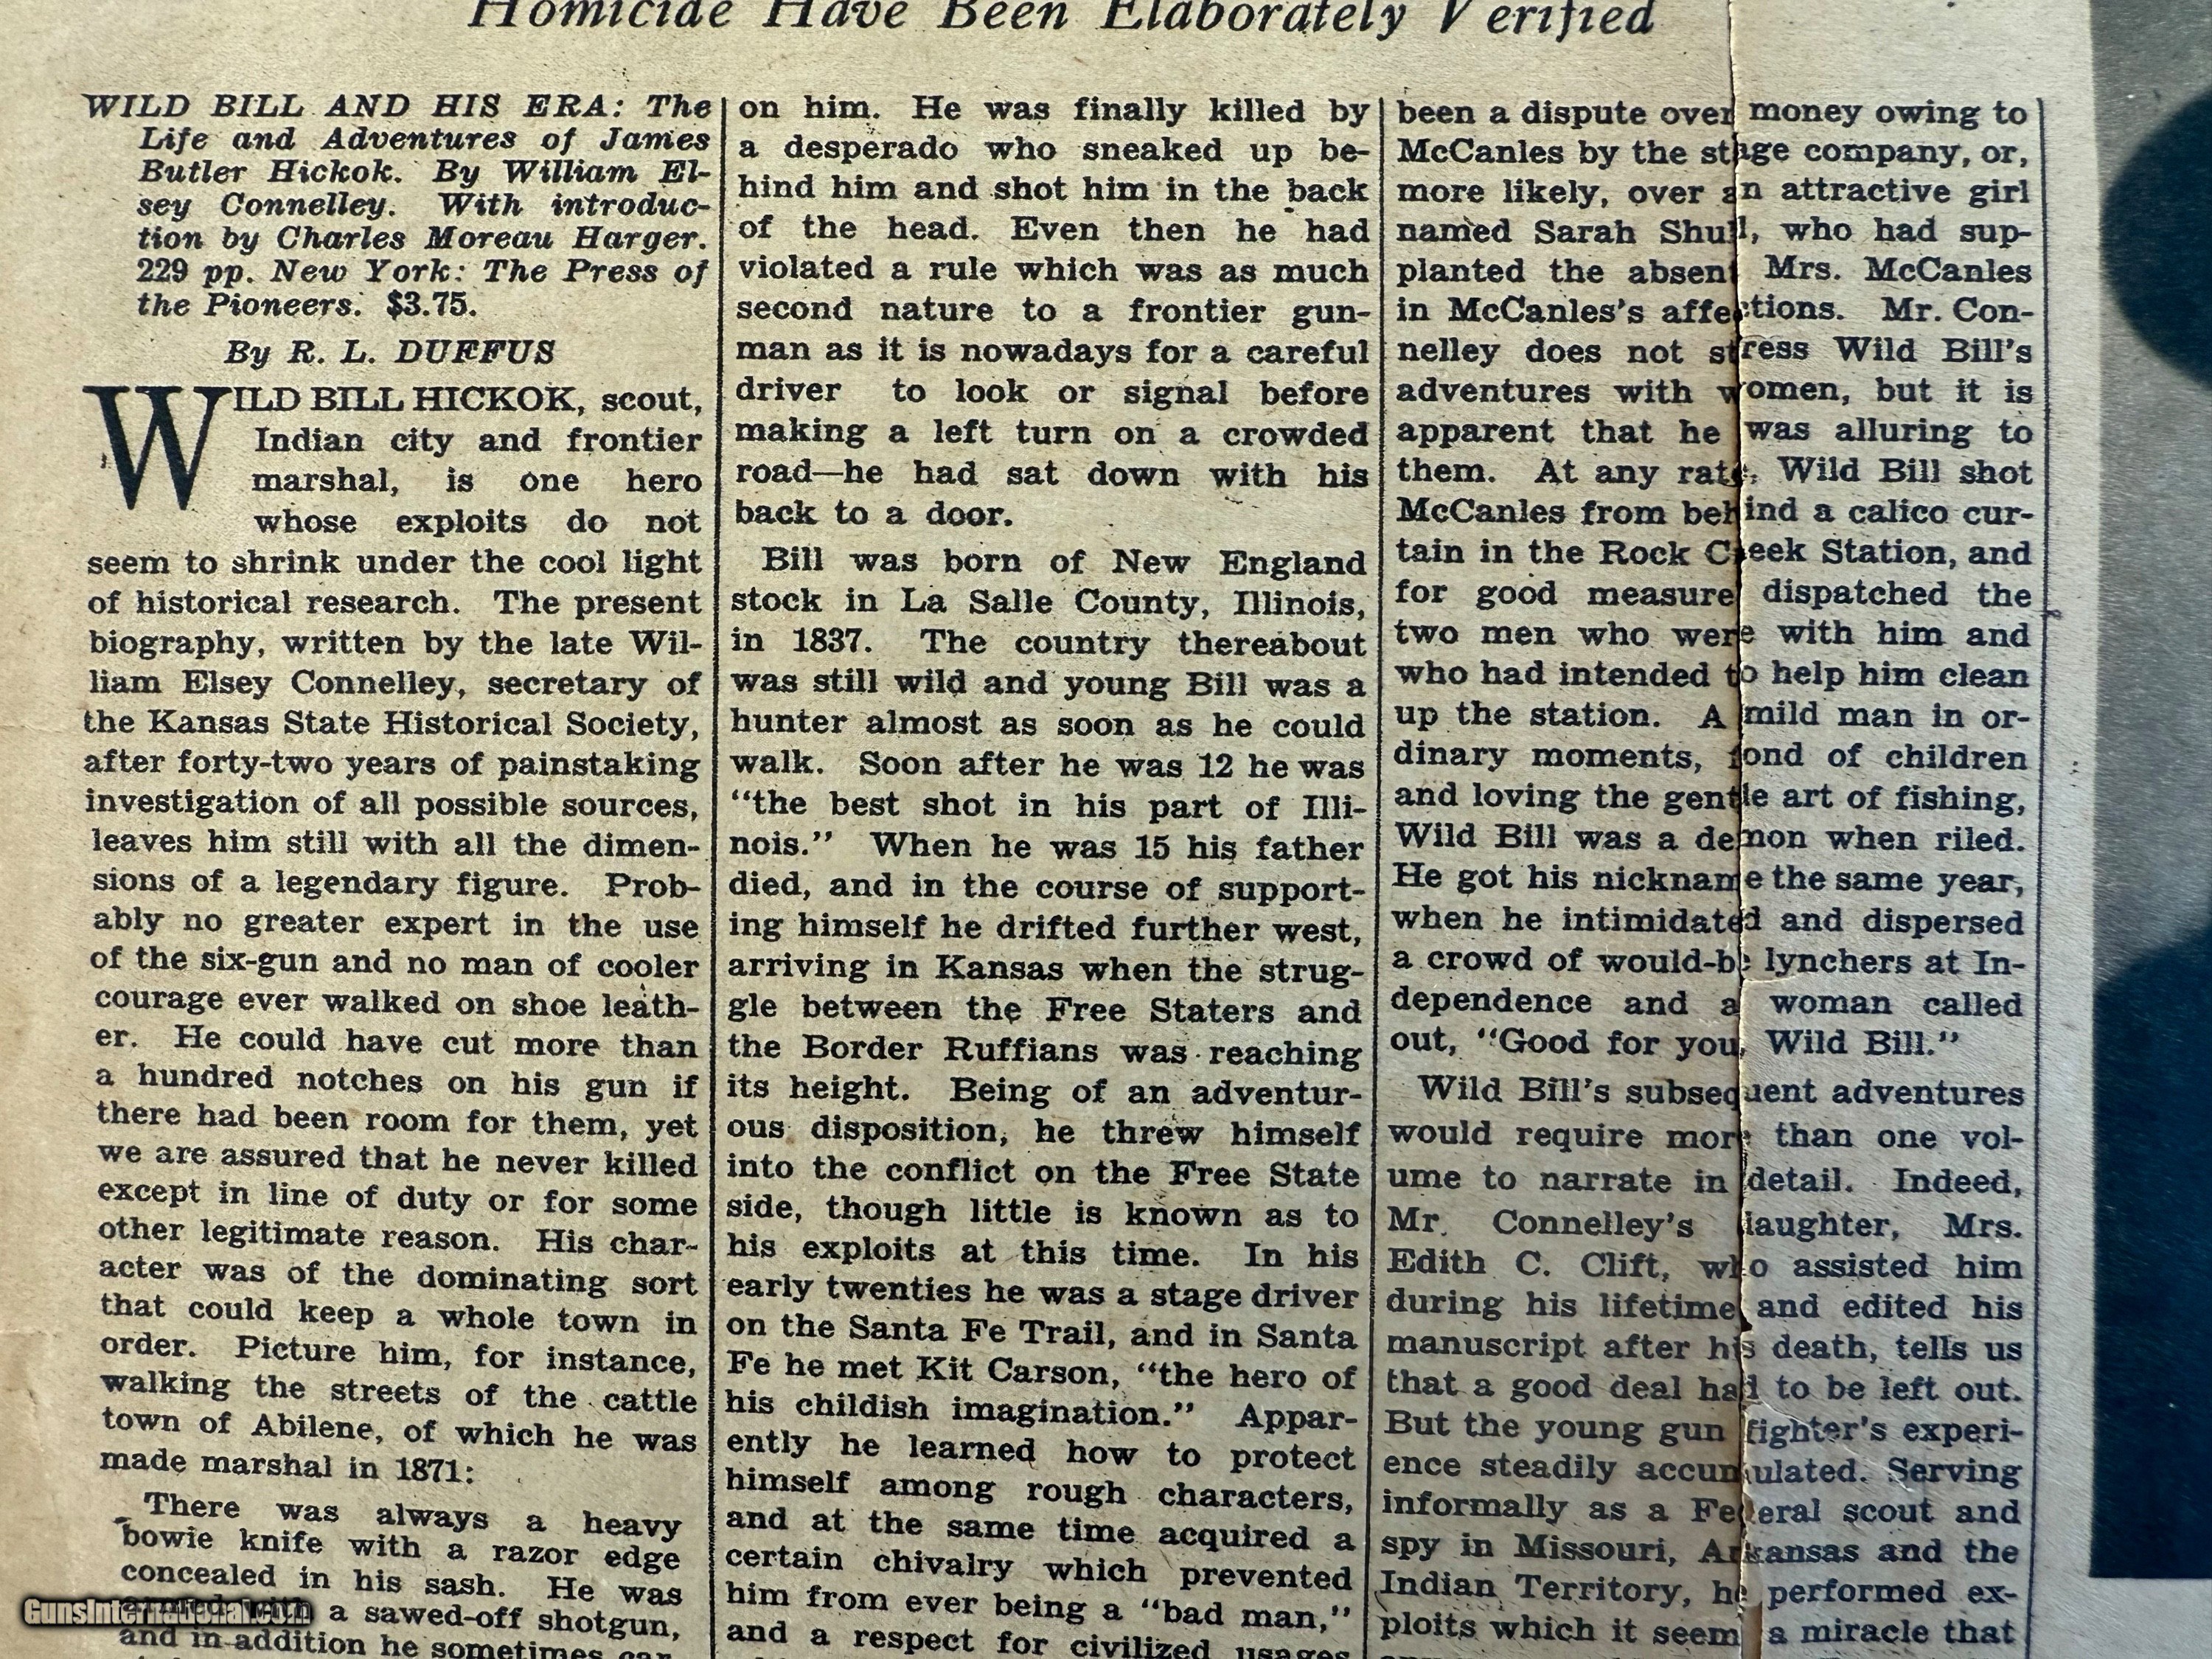 Homicide Have Been Elaborately Verified
WILD BILL AND HIS ERA: The
Life and Adventures of James
Butler Hickok. By William El-
sey Connelley. With introduc-
tion by Charles Moreau Harger.
229 pp. New York: The Press of
the Pioneers. $3.75.
By R. L. DUFFUS
WILD BILL HICKOK, scout,
Indian city and frontier
marshal, is one hero
whose exploits do not
seem to shrink under the cool light
of historical research. The present
biography, written by the late Wil-
liam Elsey Connelley, secretary of
the Kansas State Historical Society,
after forty-two years of painstaking
investigation of all possible sources,
leaves him still with all the dimen-
sions of a legendary figure. Prob-
ably no greater expert in the use
of the six-gun and no man of cooler
courage ever walked on shoe leath-
er. He could have cut more than
a hundred notches on his gun if
there had been room for them, yet
we are assured that he never killed
except in line of duty or for some
other legitimate reason. His char-
acter was of the dominating sort
that could keep a whole town in
order. Picture him, for instance,
walking the streets of the cattle
town of Abilene, of which he was
made marshal in 1871:
There was always a heavy
bowie knife with a razor edge
concealed in his sash. He was
a sawed-off shotgun,
and in addition he sometimes car-
on him. He was finally killed by
a desperado who sneaked up be-
hind him and shot him in the back
of the head. Even then he had
violated a rule which was as much
second nature to a frontier gun-
man as it is nowadays for a careful
driver to look or signal before
making a left turn on a crowded
road—he had sat down with his
back to a door.
Bill was born of New England
stock in La Salle County, Illinois,
in 1837. The country thereabout
was still wild and young Bill was a
hunter almost as soon as he could
walk. Soon after he was 12 he was
"the best shot in his part of Illi-
nois." When he was 15 his father
died, and in the course of support-
ing himself he drifted further west,
arriving in Kansas when the strug-
gle between the Free Staters and
the Border Ruffians was reaching
its height. Being of an adventur-
ous disposition, he threw himself
into the conflict on the Free State
side, though little is known as to
his exploits at this time. In his
early twenties he was a stage driver
on the Santa Fe Trail, and in Santa
Fe he met Kit Carson, "the hero of
his childish imagination." Appar-
ently he learned how to protect
himself among rough characters,
and at the same time acquired a
certain chivalry which prevented
him from ever being a "bad man,"
and a respect for civilized usages
been a dispute over money owing to
McCanles by the stage company, or,
more likely, over an attractive girl
named Sarah Shull, who had sup-
planted the absent Mrs. McCanles
in McCanles's affections. Mr. Con-
nelley does not stress Wild Bill's
adventures with women, but it is
apparent that he was alluring to
them. At any rate, Wild Bill shot
McCanles from behind a calico cur-
tain in the Rock Creek Station, and
for good measure dispatched the
two men who were with him and
who had intended to help him clean
up the station. A mild man in or-
dinary moments, fond of children
and loving the gentle art of fishing,
Wild Bill was a demon when riled.
He got his nickname the same year,
when he intimidated and dispersed
a crowd of would-be lynchers at In-
dependence and a woman called
out, "Good for you, Wild Bill."
Wild Bill's subsequent adventures
would require more than one vol-
ume to narrate in detail. Indeed,
Mr. Connelley's daughter, Mrs.
Edith C. Clift, who assisted him
during his lifetime and edited his
manuscript after his death, tells us
that a good deal had to be left out.
But the young gun fighter's experi-
ence steadily accumulated. Serving
informally as a Federal scout and
spy in Missouri, Arkansas and the
Indian Territory, he performed ex-
ploits which it seems a miracle that
GunsInternational.com